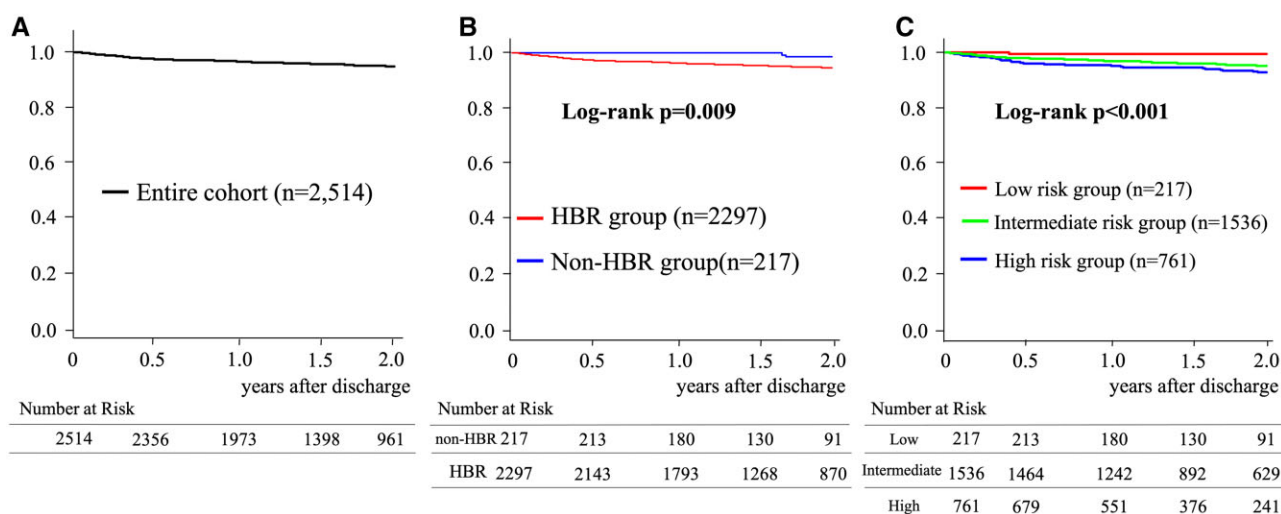 A
1.0
0.8
0.6
Entire cohort (n=2,514)
0.4
0.2
0.0
0 0.5 1.0 1.5 2.0
years after discharge
Number at Risk
2514 2356 1973 1398 961
B
1.0
Log-rank p=0.009
0.8
0.6
0.4
HBR group (n=2297)
Non-HBR group(n=217)
0.2
0.0
0 0.5 1.0 1.5 2.0
years after discharge
Number at Risk
non-HBR 217 213 180 130 91
HBR 2297 2143 1793 1268 870
C
1.0
Log-rank p<0.001
0.8
0.6
Low risk group (n=217)
0.4
Intermediate risk group (n=1536)
High risk group (n=761)
0.2
0.0
0 0.5 1.0 1.5 2.0
years after discharge
Number at Risk
Low 217 213 180 130 91
Intermediate 1536 1464 1242 892 629
High 761 679 551 376 241